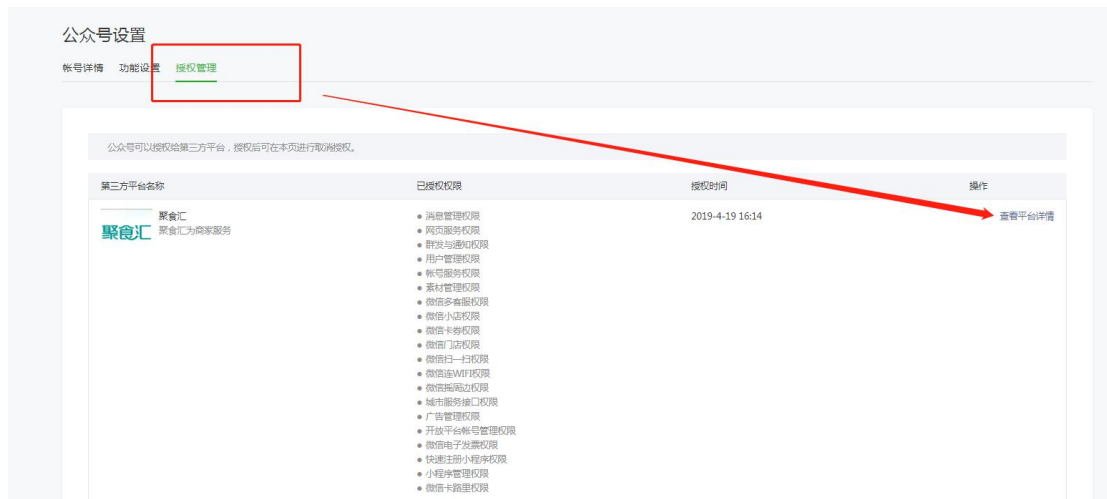 公众号设置
帐号详情 功能设置 授权管理
公众号可以授权给第三方平台，授权后可在本页进行取消授权。
第三方平台名称 已授权权限 授权时间 操作
聚食汇 聚食汇 消息管理权限 2019-4-19 16:14 查看平台详情
聚食汇为商家服务 网页服务权限
群发与通知权限
用户管理权限
帐号服务权限
素材管理权限
微信多客服权限
微信小店权限
微信卡券权限
微信门店权限
微信扫一扫权限
微信连WIFI权限
微信摇周边权限
城市服务接口权限
广告管理权限
开放平台帐号管理权限
微信电子发票权限
快速注册小程序权限
小程序管理权限
微信卡路里权限